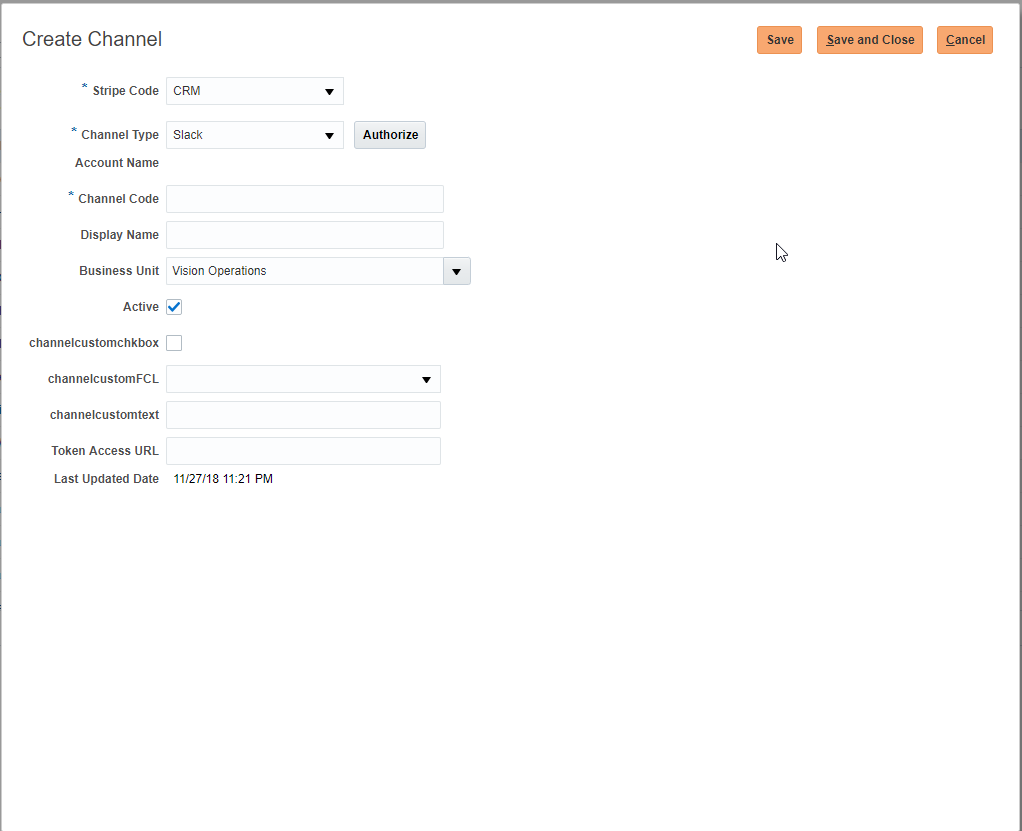 Create Channel
Save
Save and Close
Cancel
* Stripe Code CRM
* Channel Type Slack Authorize
Account Name
* Channel Code
Display Name
Business Unit Vision Operations
Active
channelcustomchkbox
channelcustomFCL
channelcustomtext
Token Access URL
Last Updated Date 11/27/18 11:21 PM